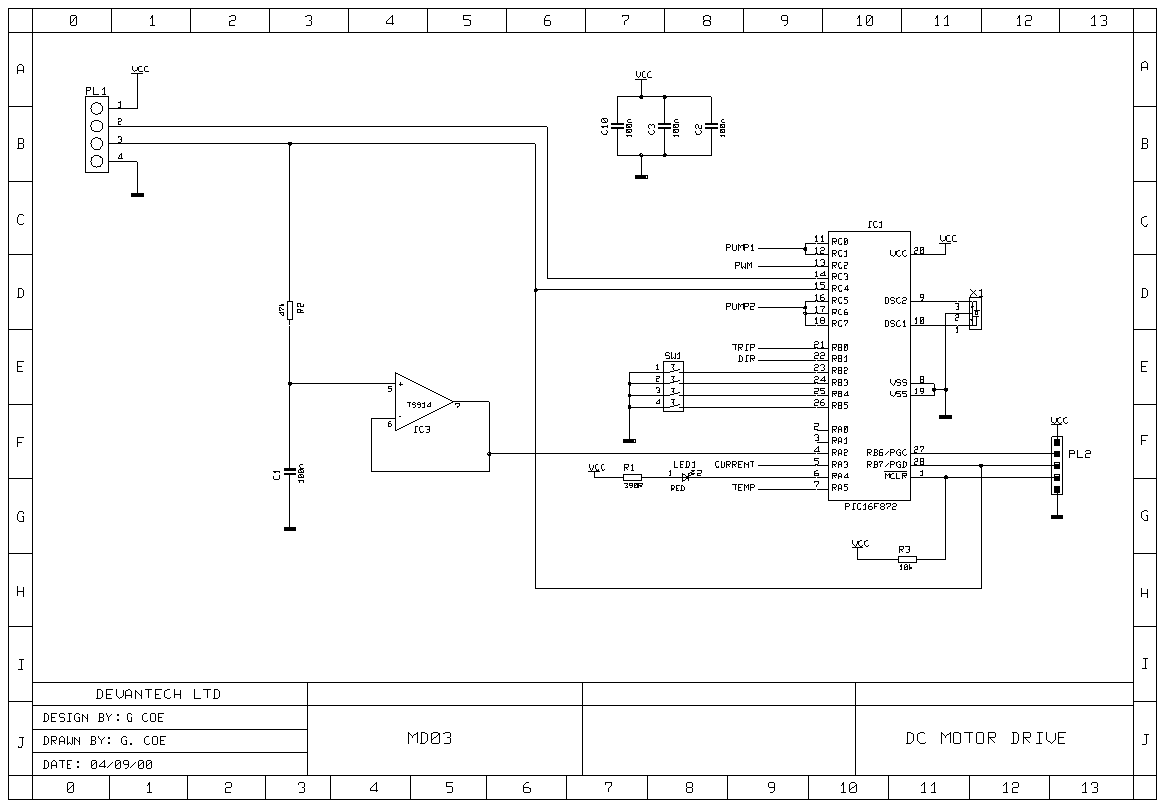 0 1 2 3 4 5 6 7 8 9 10 11 12 13
A A
VCC
VCC
PL1
1
2
3
4
C10 100n C3 100n C2 100n
B B
C C
IC1
PUMP1 11 RC0
12 RC1 VCC 20 VCC
PWM 13 RC2
14 RC3
15 RC4
PUMP2 16 RC5 OSC2 9 X1
17 RC6 3
18 RC7 OSC1 10 2
1
D D
47k R2
TRIP 21 RB0
DIR 22 RB1
SW1
1 23 RB2
2 24 RB3 VSS 8
3 25 RB4 VSS 19
4 26 RB5
E E
5 + TS914 7
6 - IC3
2 RA0
3 RA1
4 RA2 RB6/PGC 27
CURRENT 5 RA3 RB7/PGD 28
6 RA4 MCLR 1
TEMP 7 RA5
VCC
PL2
F F
VCC R1 390R
LED1 1 2 RED
C1 100n
PIC16F872
G G
VCC R3 10k
H H
I I
DEVANTECH LTD
DESIGN BY: G COE
DRAWN BY: G. COE
DATE: 04/09/00
MD03
DC MOTOR DRIVE
J J
0 1 2 3 4 5 6 7 8 9 10 11 12 13